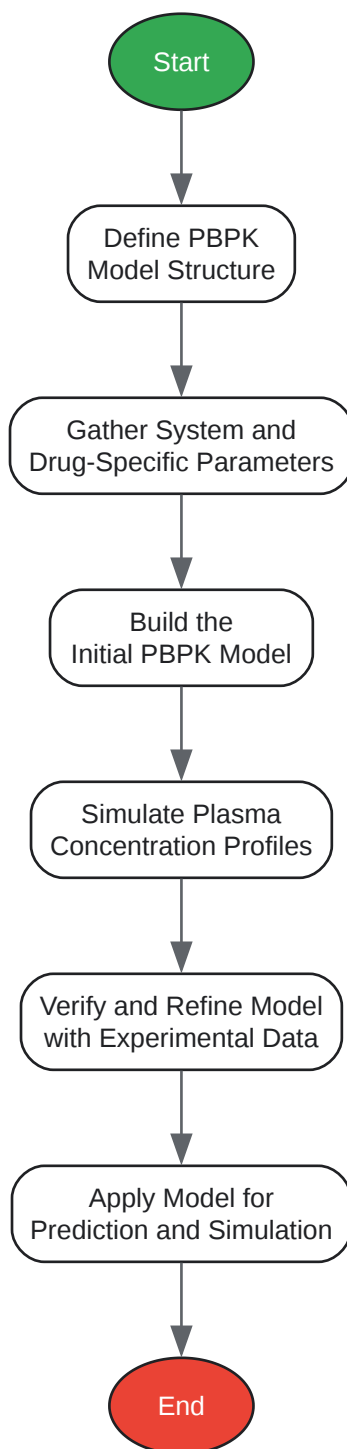 Start
Define PBPK
Model Structure
Gather System and
Drug-Specific Parameters
Build the
Initial PBPK Model
Simulate Plasma
Concentration Profiles
Verify and Refine Model
with Experimental Data
Apply Model for
Prediction and Simulation
End